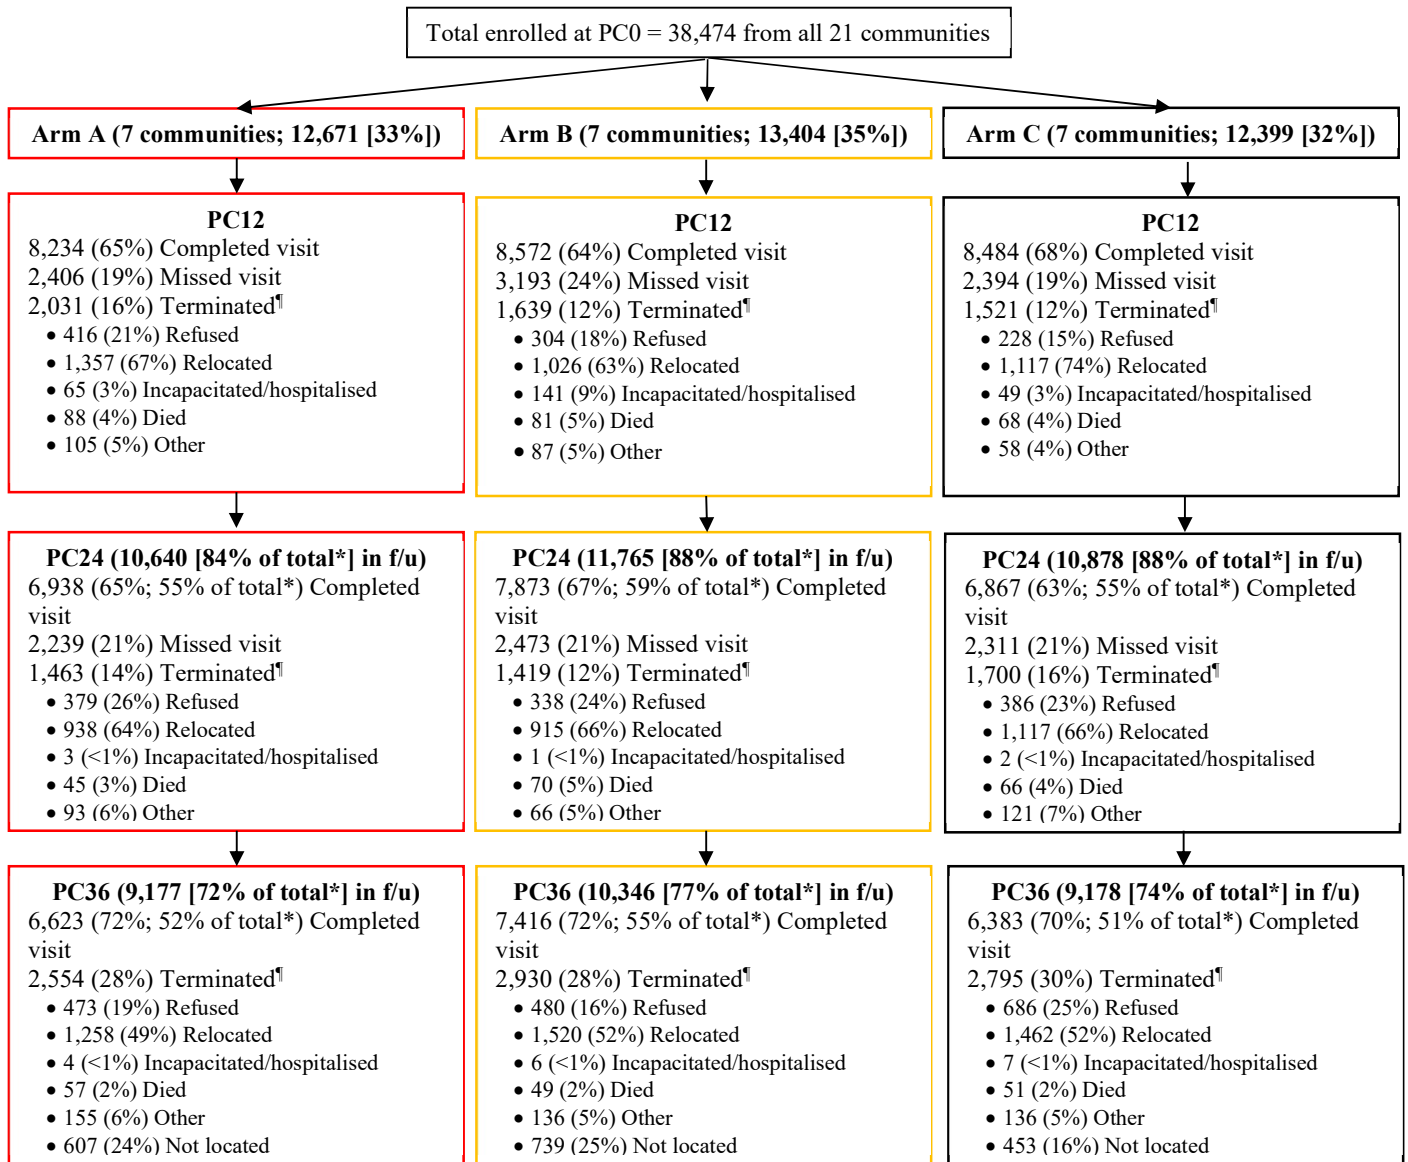 Total enrolled at PC0 = 38,474 from all 21 communities
Arm A (7 communities; 12,671 [33%])
Arm B (7 communities; 13,404 [35%])
Arm C (7 communities; 12,399 [32%])
PC12
8,234 (65%) Completed visit
2,406 (19%) Missed visit
2,031 (16%) Terminated¶
• 416 (21%) Refused
• 1,357 (67%) Relocated
• 65 (3%) Incapacitated/hospitalised
• 88 (4%) Died
• 105 (5%) Other
PC12
8,572 (64%) Completed visit
3,193 (24%) Missed visit
1,639 (12%) Terminated¶
• 304 (18%) Refused
• 1,026 (63%) Relocated
• 141 (9%) Incapacitated/hospitalised
• 81 (5%) Died
• 87 (5%) Other
PC12
8,484 (68%) Completed visit
2,394 (19%) Missed visit
1,521 (12%) Terminated¶
• 228 (15%) Refused
• 1,117 (74%) Relocated
• 49 (3%) Incapacitated/hospitalised
• 68 (4%) Died
• 58 (4%) Other
PC24 (10,640 [84% of total*] in f/u)
6,938 (65%; 55% of total*) Completed
visit
2,239 (21%) Missed visit
1,463 (14%) Terminated¶
• 379 (26%) Refused
• 938 (64%) Relocated
• 3 (<1%) Incapacitated/hospitalised
• 45 (3%) Died
• 93 (6%) Other
PC24 (11,765 [88% of total*] in f/u)
7,873 (67%; 59% of total*) Completed
visit
2,473 (21%) Missed visit
1,419 (12%) Terminated¶
• 338 (24%) Refused
• 915 (66%) Relocated
• 1 (<1%) Incapacitated/hospitalised
• 70 (5%) Died
• 66 (5%) Other
PC24 (10,878 [88% of total*] in f/u)
6,867 (63%; 55% of total*) Completed
visit
2,311 (21%) Missed visit
1,700 (16%) Terminated¶
• 386 (23%) Refused
• 1,117 (66%) Relocated
• 2 (<1%) Incapacitated/hospitalised
• 66 (4%) Died
• 121 (7%) Other
PC36 (9,177 [72% of total*] in f/u)
6,623 (72%; 52% of total*) Completed
visit
2,554 (28%) Terminated¶
• 473 (19%) Refused
• 1,258 (49%) Relocated
• 4 (<1%) Incapacitated/hospitalised
• 57 (2%) Died
• 155 (6%) Other
• 607 (24%) Not located
PC36 (10,346 [77% of total*] in f/u)
7,416 (72%; 55% of total*) Completed
visit
2,930 (28%) Terminated¶
• 480 (16%) Refused
• 1,520 (52%) Relocated
• 6 (<1%) Incapacitated/hospitalised
• 49 (2%) Died
• 136 (5%) Other
• 739 (25%) Not located
PC36 (9,178 [74% of total*] in f/u)
6,383 (70%; 51% of total*) Completed
visit
2,795 (30%) Terminated¶
• 686 (25%) Refused
• 1,462 (52%) Relocated
• 7 (<1%) Incapacitated/hospitalised
• 51 (2%) Died
• 136 (5%) Other
• 453 (16%) Not located